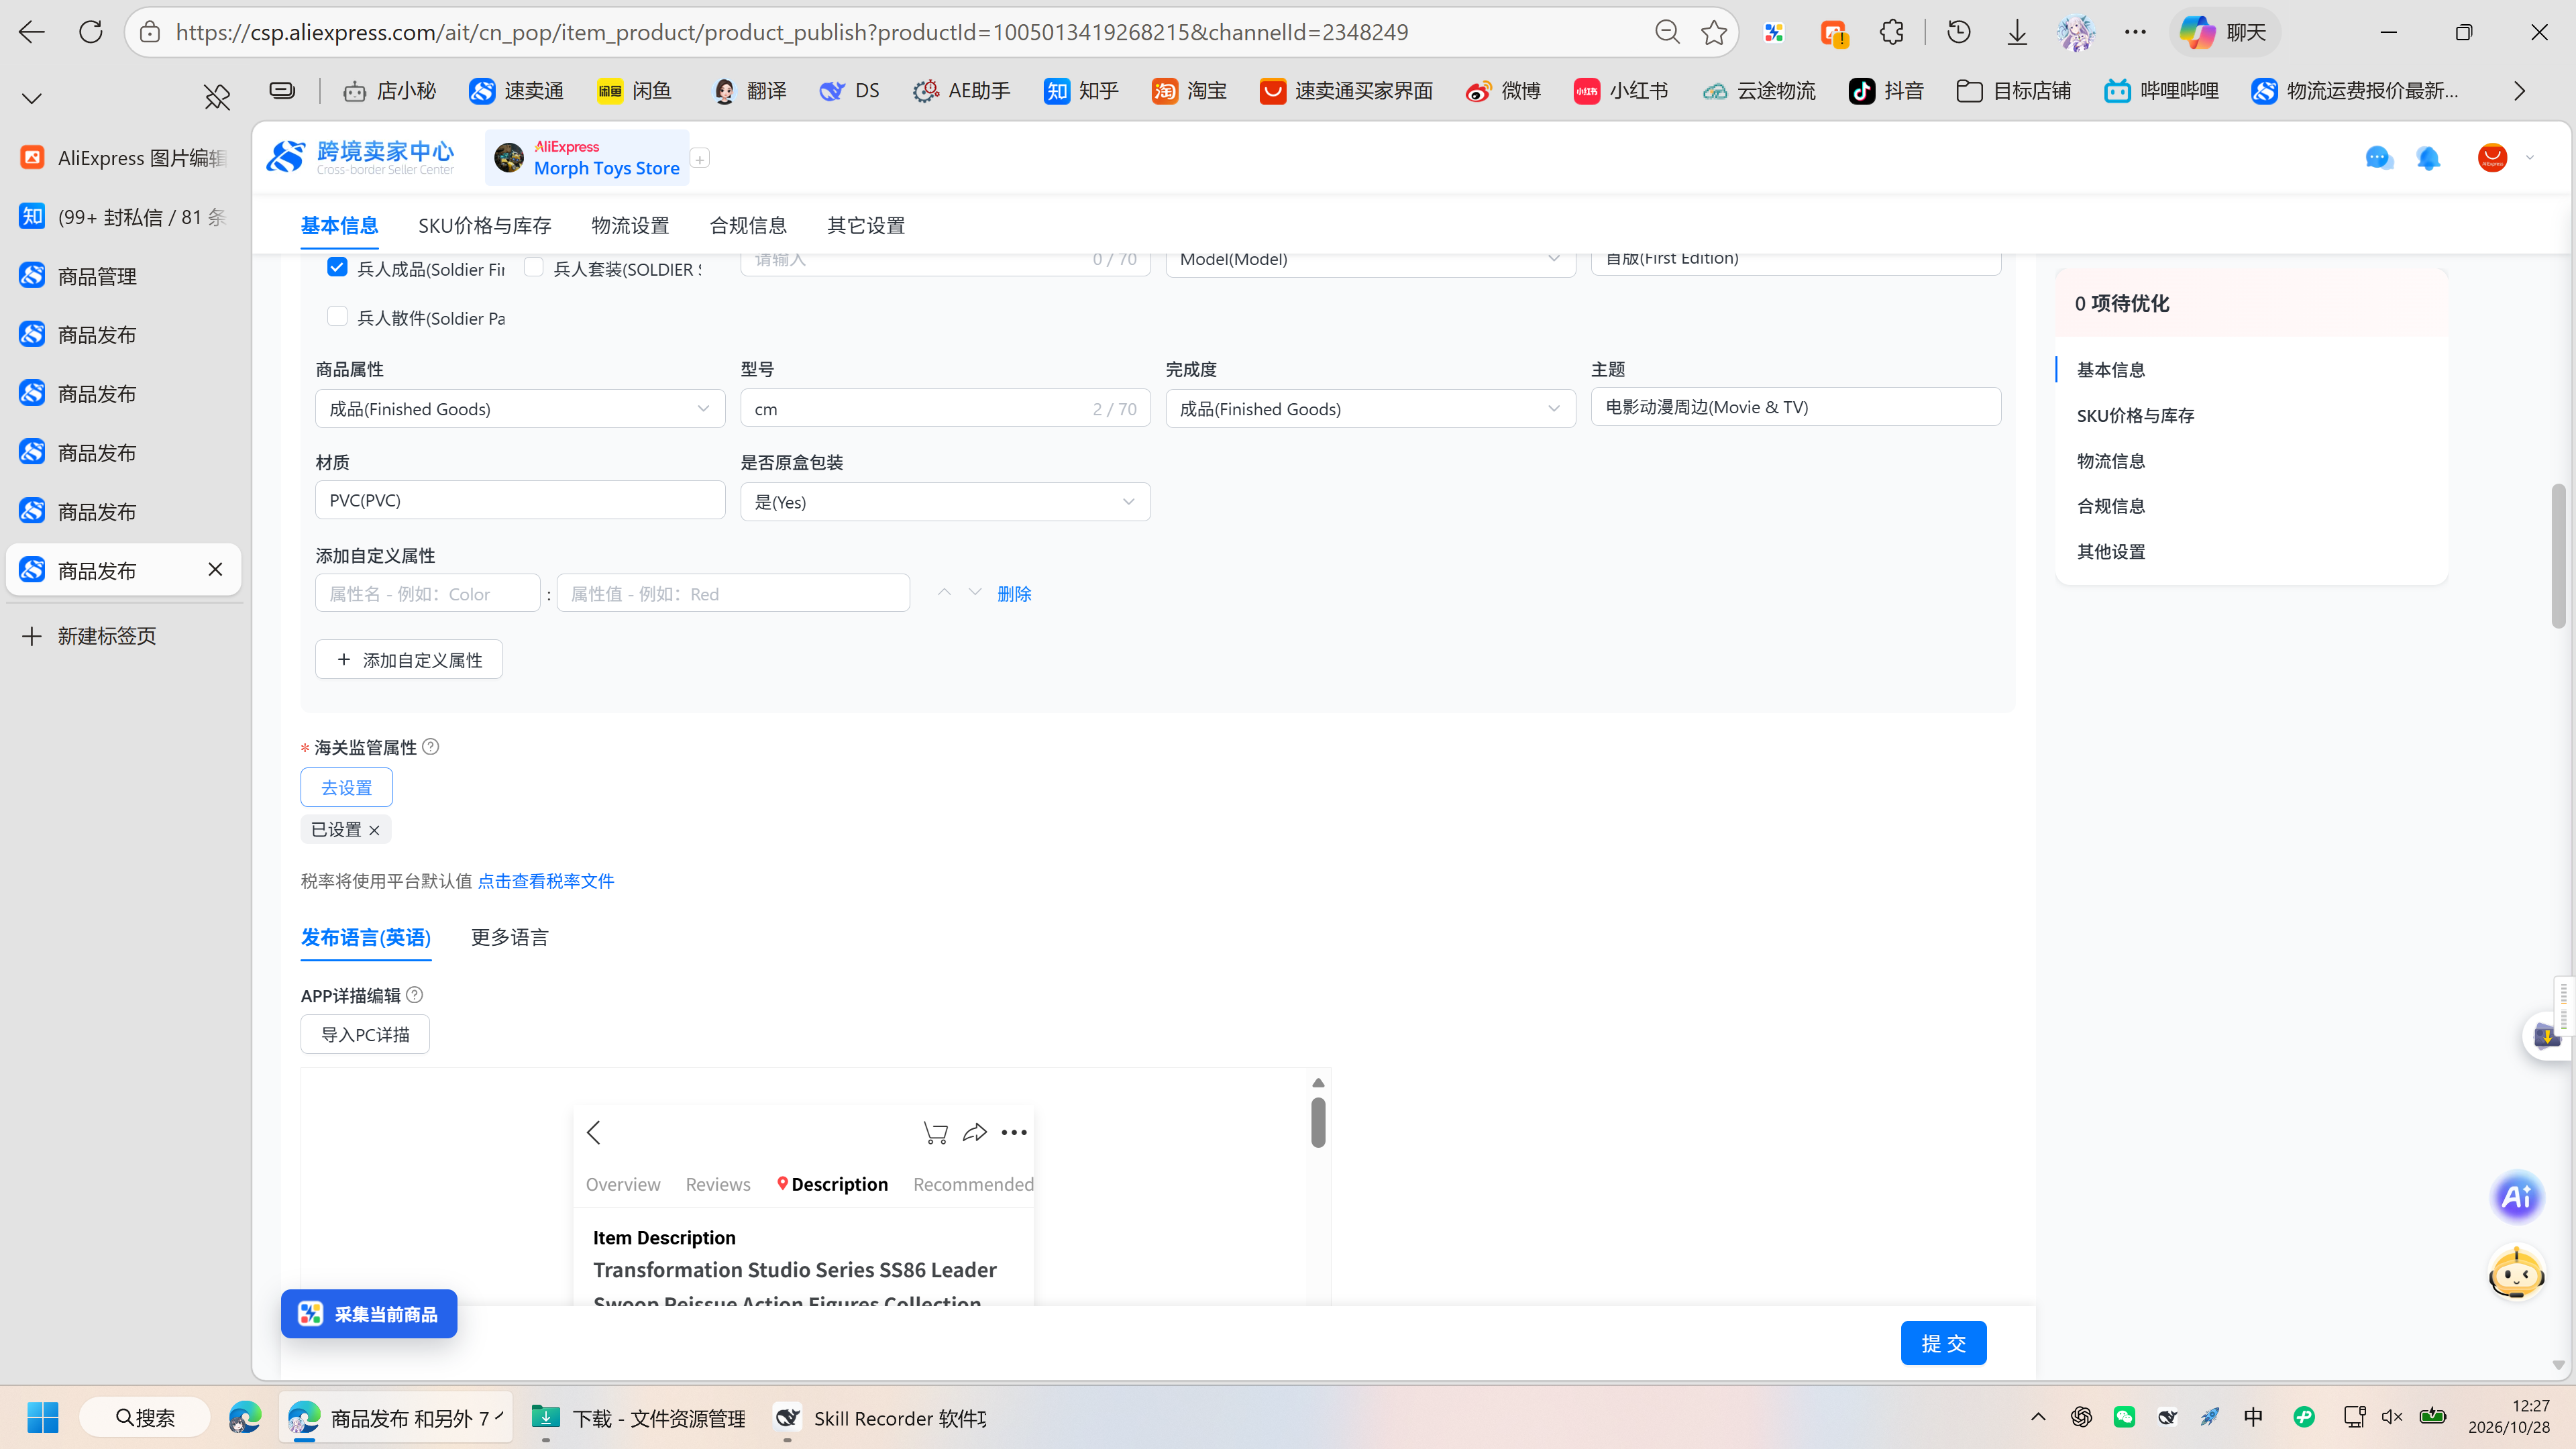 https://csp.aliexpress.com/ait/cn_pop/item_product/product_publish?productId=1005013419268215&channelId=2348249
聊天
店小秘
速卖通
闲鱼
翻译
DS
AE助手
知乎
淘宝
速卖通买家界面
微博
小红书
云途物流
抖音
目标店铺
哔哩哔哩
物流运费报价最新...
AliExpress 图片编辑
(99+ 封私信 / 81 条
商品管理
商品发布
商品发布
商品发布
商品发布
商品发布
新建标签页
跨境卖家中心
Cross-border Seller Center
AliExpress
Morph Toys Store
基本信息
SKU价格与库存
物流设置
合规信息
其它设置
兵人成品(Soldier Fir
兵人套装(SOLDIER
请输入
0 / 70
Model(Model)
首版(First Edition)
兵人散件(Soldier Pa
商品属性
型号
完成度
主题
成品(Finished Goods)
cm
2 / 70
成品(Finished Goods)
电影动漫周边(Movie & TV)
材质
是否原盒包装
PVC(PVC)
是(Yes)
添加自定义属性
属性名 - 例如：Color
:
属性值 - 例如：Red
删除
+ 添加自定义属性
* 海关监管属性
去设置
已设置
税率将使用平台默认值 点击查看税率文件
发布语言(英语)
更多语言
APP详描编辑
导入PC详描
Overview
Reviews
Description
Recommended
Item Description
Transformation Studio Series SS86 Leader
Swoop Reissue Action Figures Collection
采集当前商品
提 交
0 项待优化
基本信息
SKU价格与库存
物流信息
合规信息
其他设置
Ai
搜索
商品发布 和另外 7 个
下载 - 文件资源管理
Skill Recorder 软件功
中
12:27
2026/10/28